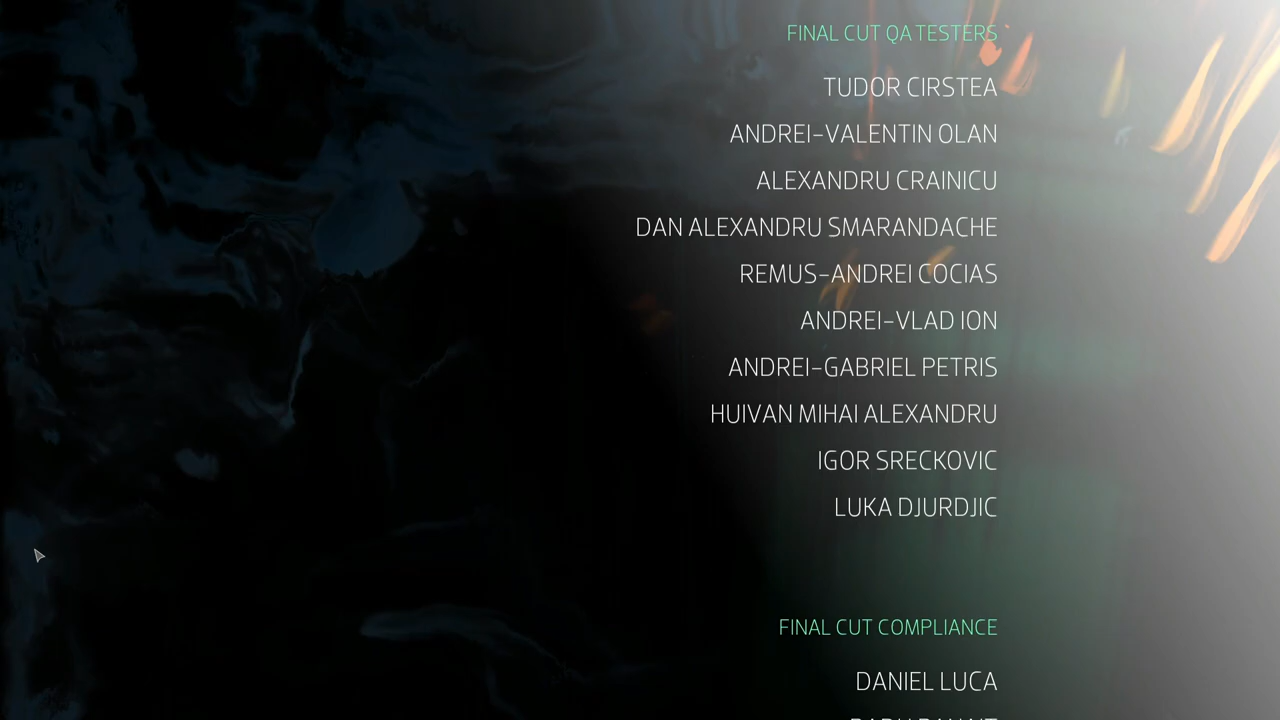 FINAL CUT QA TESTERS
TUDOR CIRSTEA
ANDREI-VALENTIN OLAN
ALEXANDRU CRAINICU
DAN ALEXANDRU SMARANDACHE
REMUS-ANDREI COCIAS
ANDREI-VLAD ION
ANDREI-GABRIEL PETRIS
HUIVAN MIHAI ALEXANDRU
IGOR SRECKOVIC
LUKA DJURDJIC
FINAL CUT COMPLIANCE
DANIEL LUCA